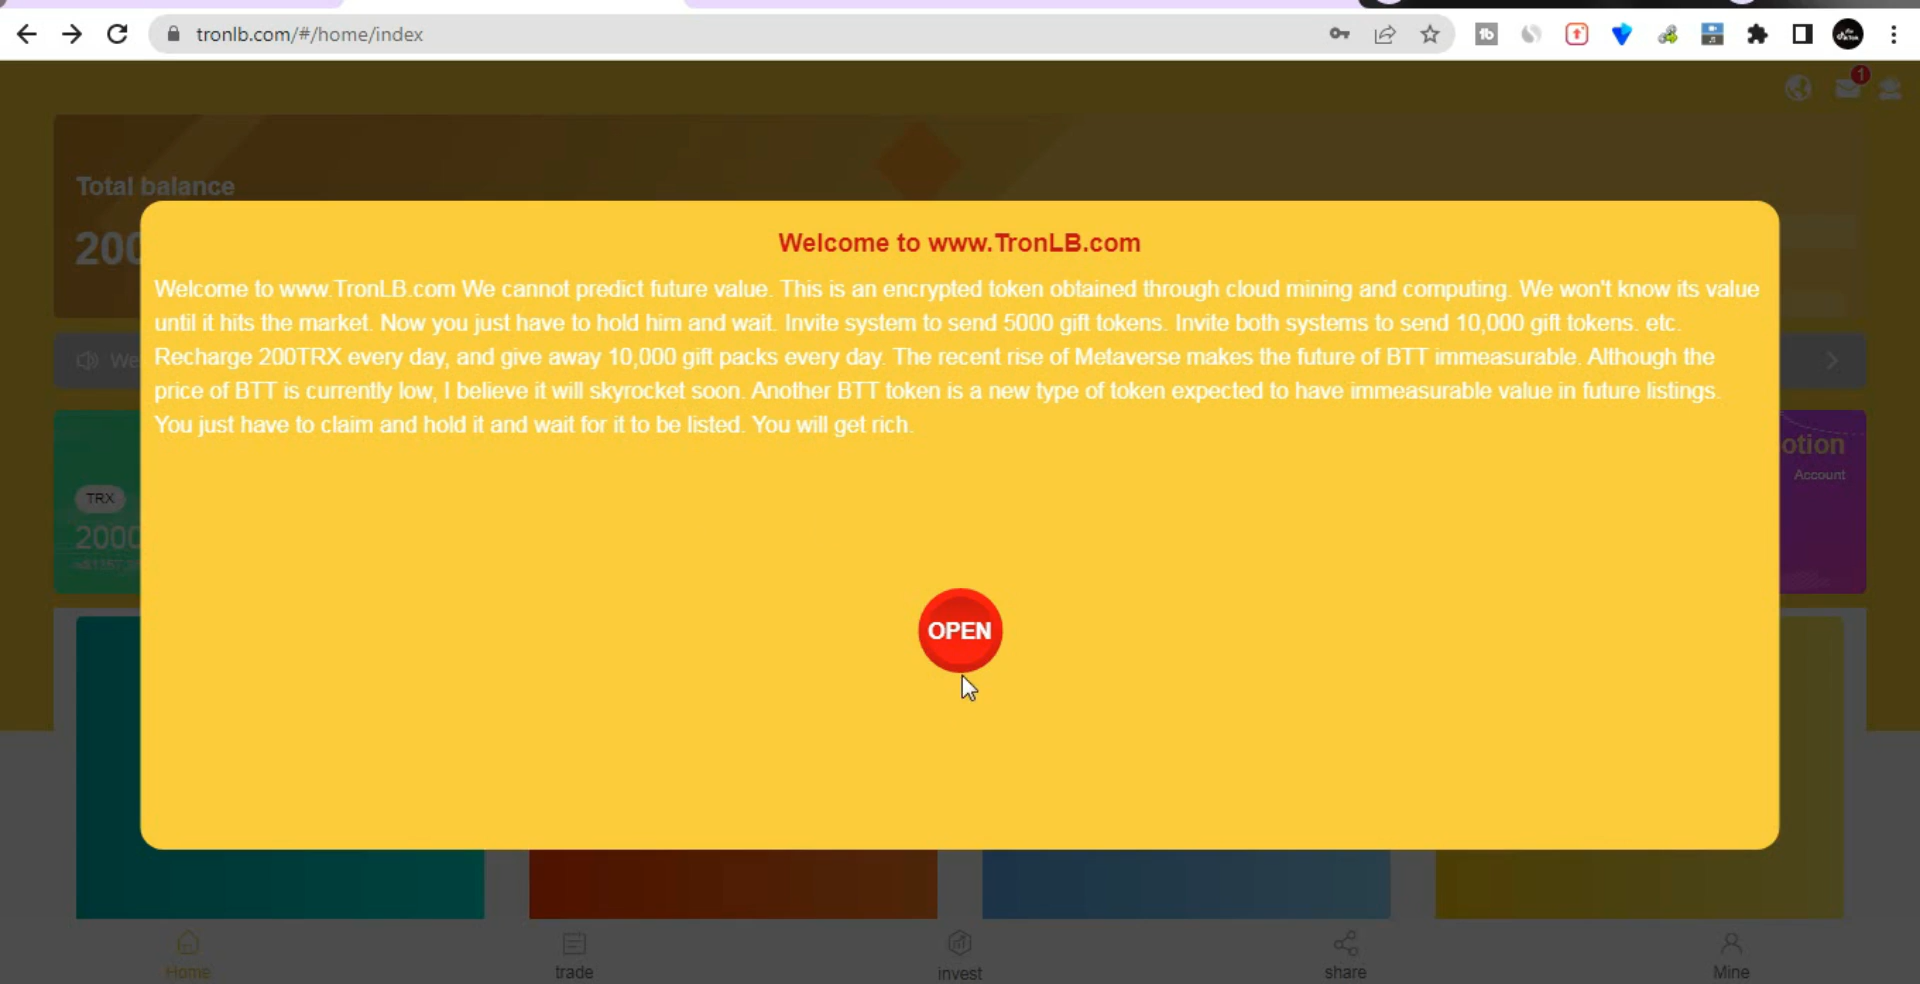 tronlb.com/#/home/index
1
Total balance
Welcome to www.TronLB.com
Welcome to www.TronLB.com We cannot predict future value. This is an encrypted token obtained through cloud mining and computing. We won't know its value
until it hits the market. Now you just have to hold him and wait. Invite system to send 5000 gift tokens. Invite both systems to send 10,000 gift tokens. etc.
Recharge 200TRX every day, and give away 10,000 gift packs every day. The recent rise of Metaverse makes the future of BTT immeasurable. Although the
price of BTT is currently low, I believe it will skyrocket soon. Another BTT token is a new type of token expected to have immeasurable value in future listings.
You just have to claim and hold it and wait for it to be listed. You will get rich.
200
We
otion
Account
TRX
2000
OPEN
Home
trade
invest
share
Mine